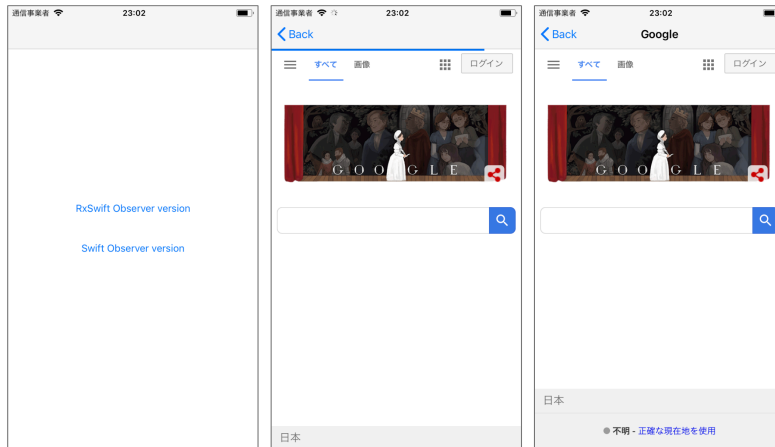 通信事業者 23:02
RxSwift Observer version
Swift Observer version
通信事業者 23:02
Back
すべて 画像 ログイン
GOOGLE
日本
通信事業者 23:02
Back Google
すべて 画像 ログイン
GOOGLE
日本
不明 - 正確な現在地を使用